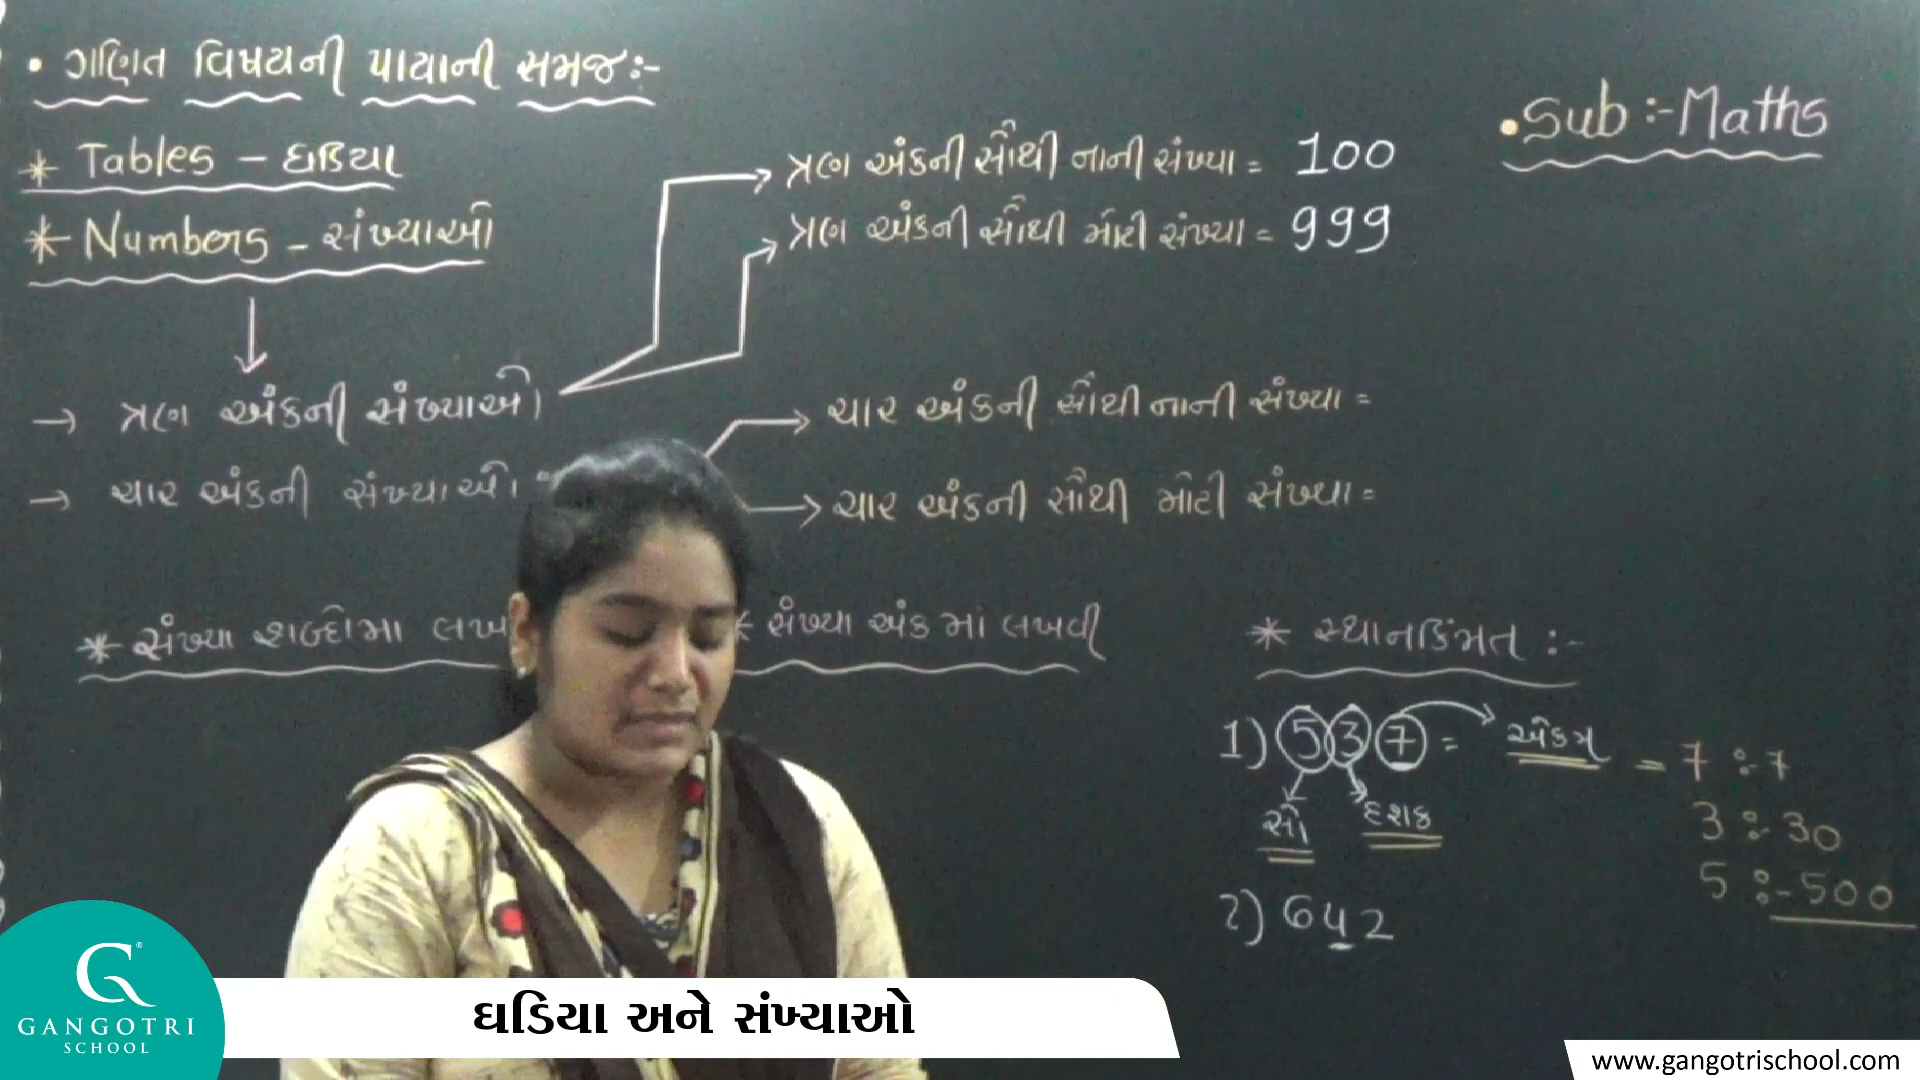 • ગણિત વિષયની પાયાની સમજ :-
• Sub :- Maths
* Tables - ઘડિયા
* Numbers - સંખ્યાઓ
ત્રણ અંકની સૌથી નાની સંખ્યા = 100
ત્રણ અંકની સૌથી મોટી સંખ્યા = 999
→ ત્રણ અંકની સંખ્યાઓ
→ ચાર અંકની સંખ્યાઓ
ચાર અંકની સૌથી નાની સંખ્યા =
ચાર અંકની સૌથી મોટી સંખ્યા =
* સંખ્યા શબ્દોમાં
* સંખ્યા અંકમાં લખવી
* સ્થાનકિંમત :-
1) 537 = એકમ = 7 :- 7
સો દશક
3 :- 30
5 :- 500
2) 642
GANGOTRI
SCHOOL
ઘડિયા અને સંખ્યાઓ
www.gangotrischool.com